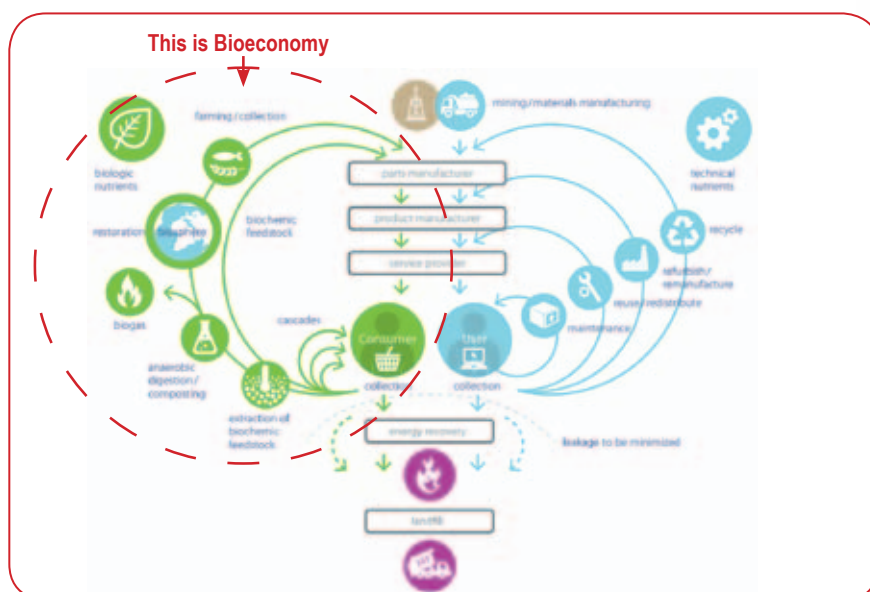 This is Bioeconomy
farming/collection
mining/materials manufacturing
biologic
nutrients
parts manufacturer
technical
nutrients
product manufacturer
restoration
biosphere
biochemic
feedstock
recycle
service provider
refurbish/
remanufacture
reuse/redistribute
biogas
cascades
Consumer
User
maintenance
anaerobic
digestion/
composting
collection
collection
extraction of
biochemic
feedstock
energy recovery
leakage to be minimized
landfill